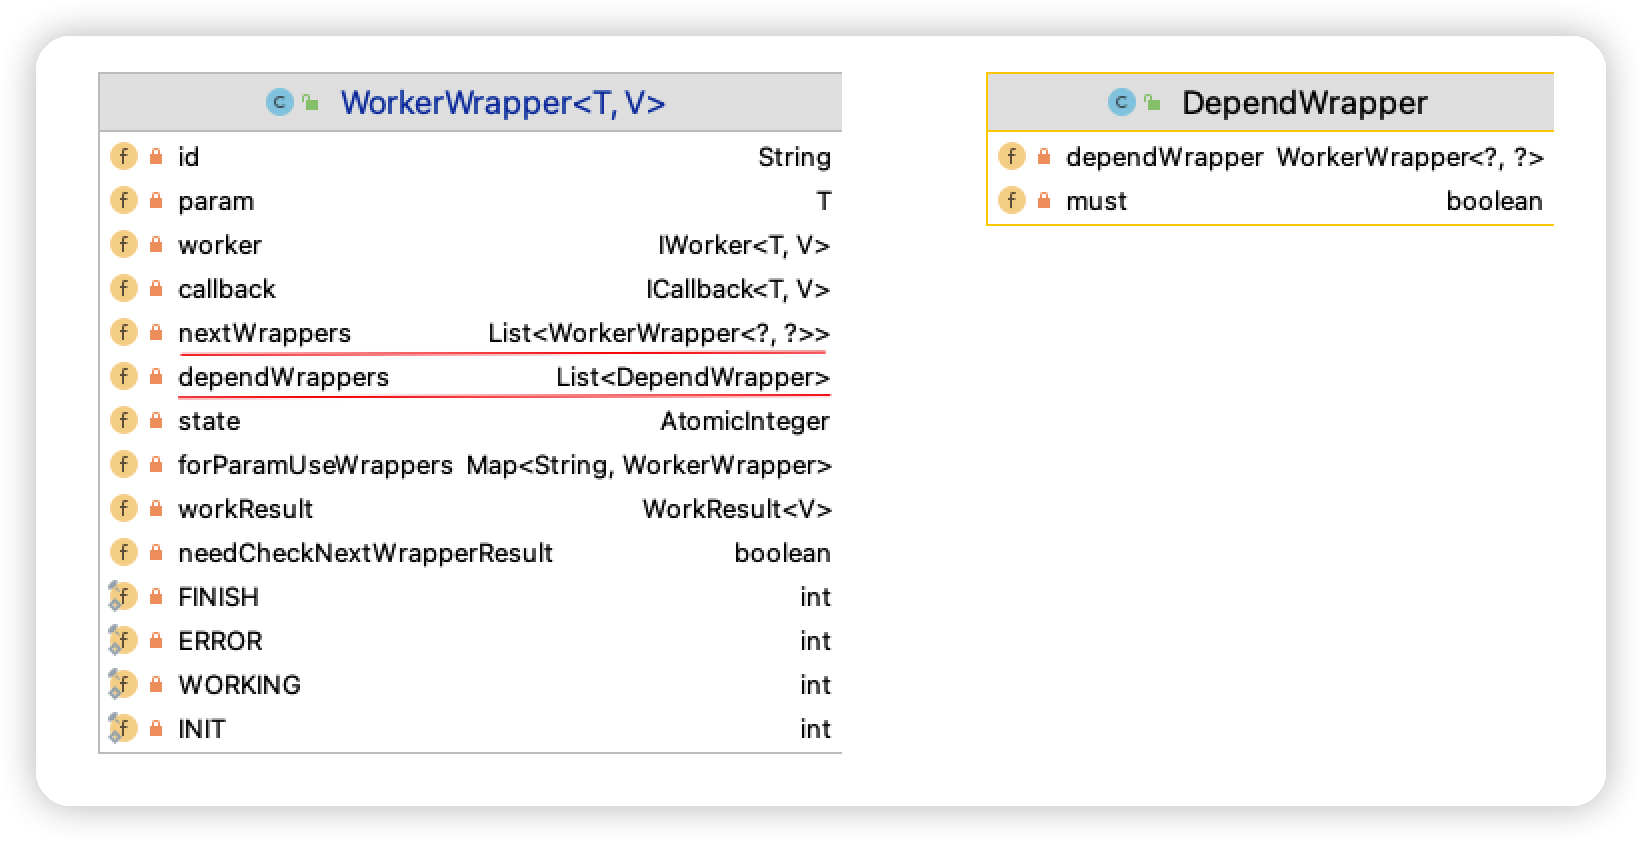 WorkerWrapper<T, V>
id String
param T
worker IWorker<T, V>
callback ICallback<T, V>
nextWrappers List<WorkerWrapper<?, ?>>
dependWrappers List<DependWrapper>
state AtomicInteger
forParamUseWrappers Map<String, WorkerWrapper>
workResult WorkResult<V>
needCheckNextWrapperResult boolean
FINISH int
ERROR int
WORKING int
INIT int
DependWrapper
dependWrapper WorkerWrapper<?, ?>
must boolean